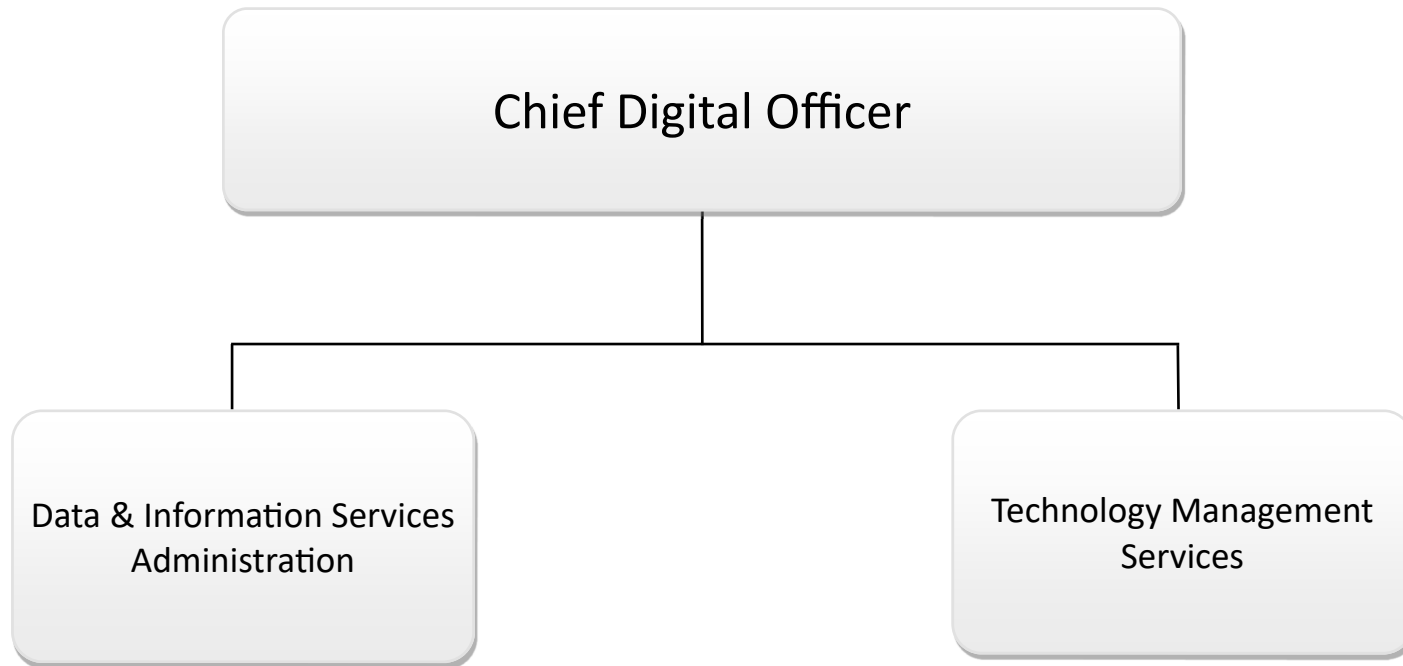 Chief Digital Officer
Data & Information Services
Administration
Technology Management
Services